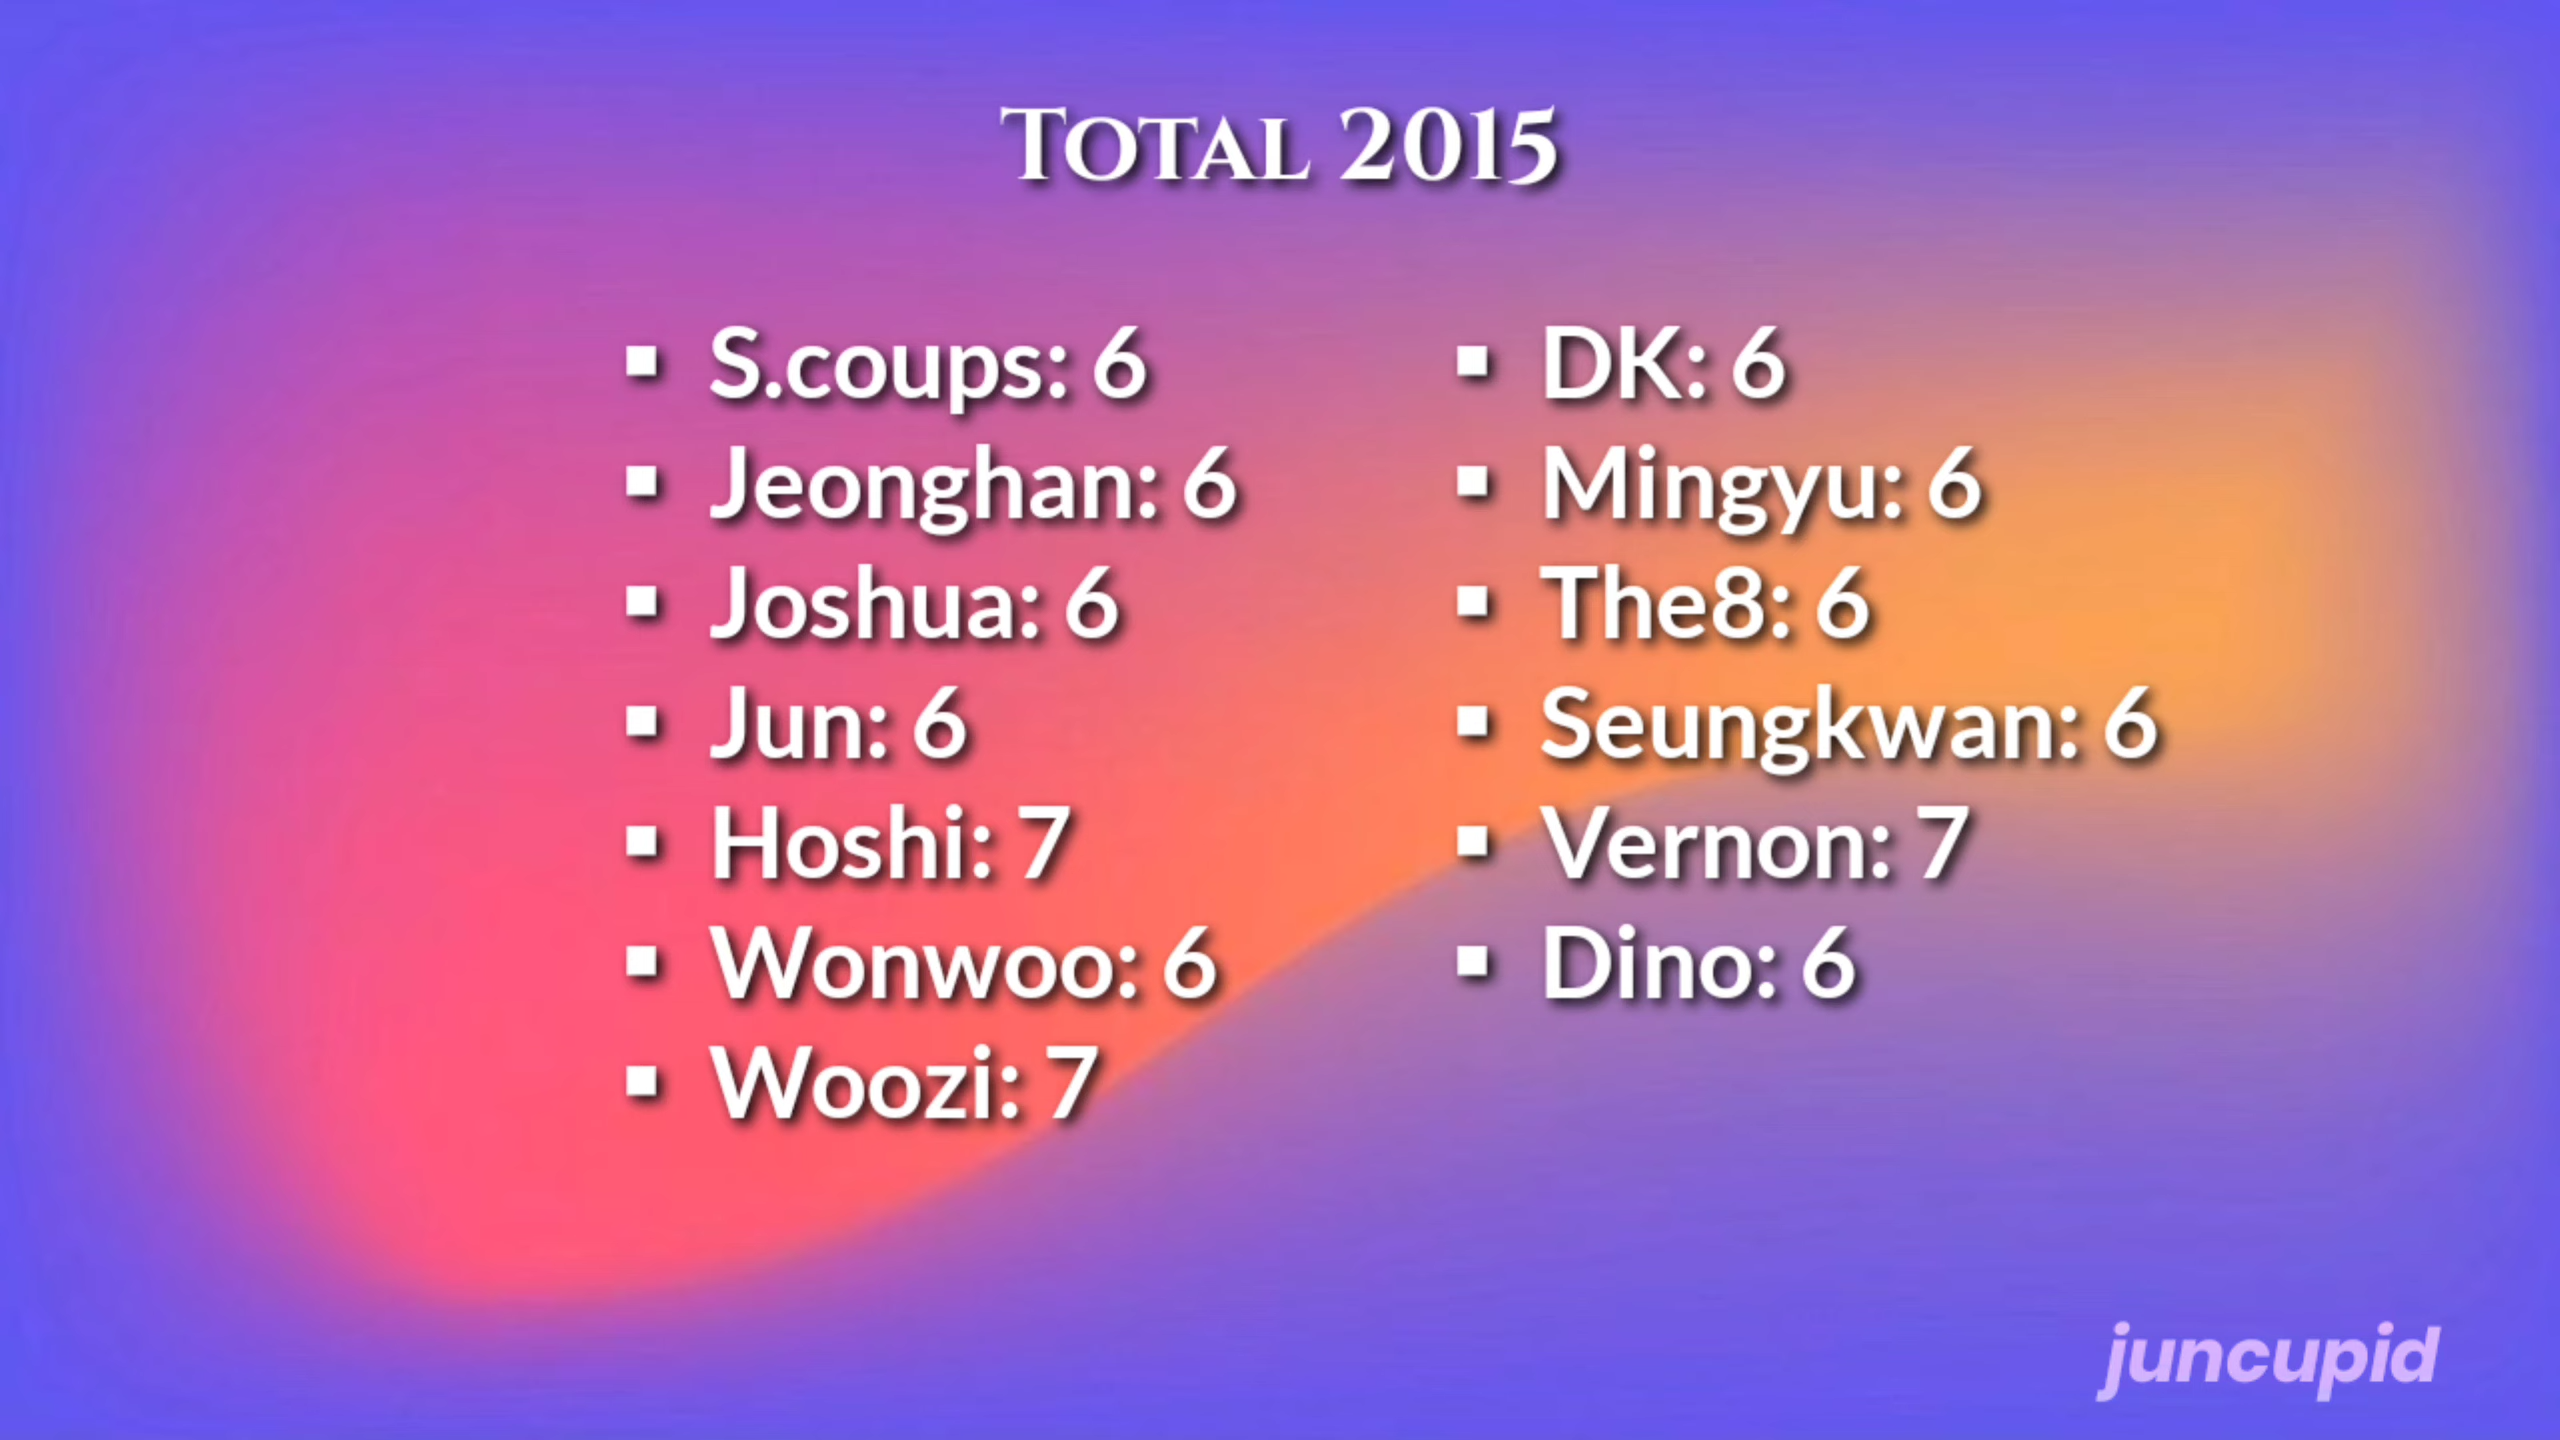 Total 2015
▪ S.coups: 6
▪ Jeonghan: 6
▪ Joshua: 6
▪ Jun: 6
▪ Hoshi: 7
▪ Wonwoo: 6
▪ Woozi: 7
▪ DK: 6
▪ Mingyu: 6
▪ The8: 6
▪ Seungkwan: 6
▪ Vernon: 7
▪ Dino: 6
juncupid